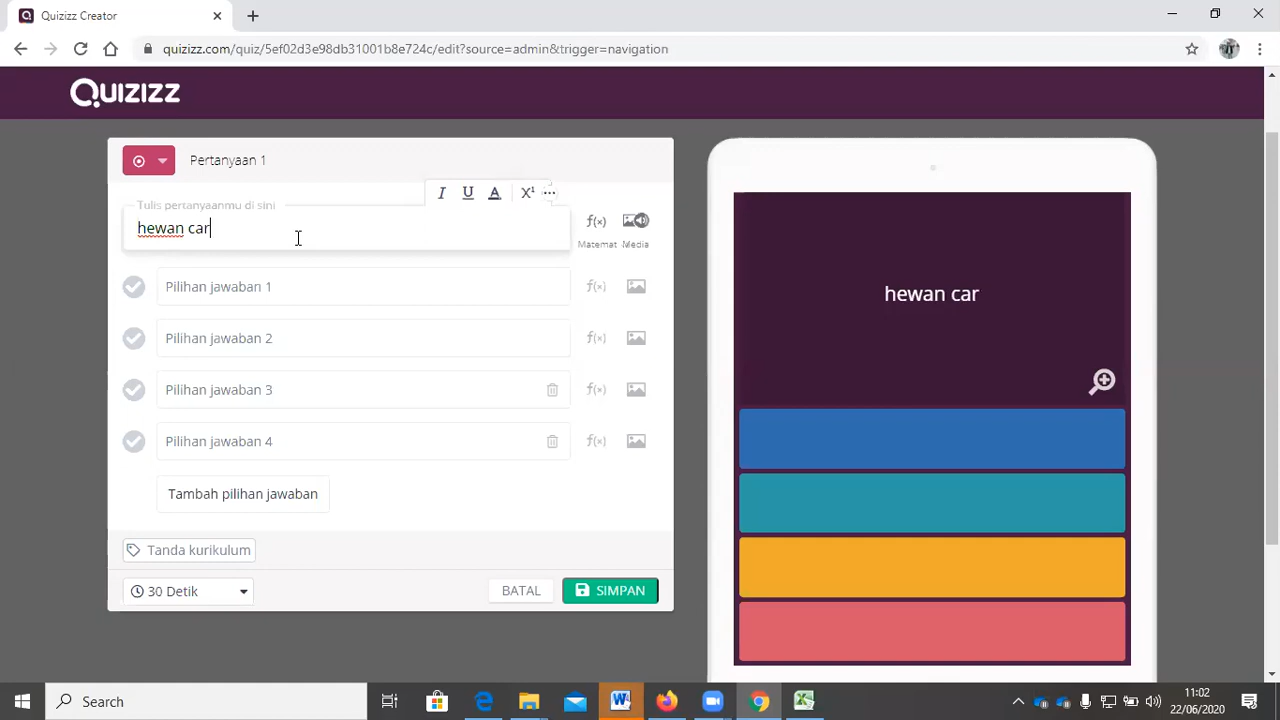 Quizizz Creator
quizizz.com/quiz/5ef02d3e98db31001b8e724c/edit?source=admin&trigger=navigation
Quizizz
Pertanyaan 1
I U A X¹ ...
Tulis pertanyaanmu di sini
hewan car
f(x)
Matemat Media
hewan car
Pilihan jawaban 1 f(x)
Pilihan jawaban 2 f(x)
Pilihan jawaban 3 f(x)
Pilihan jawaban 4 f(x)
Tambah pilihan jawaban
Tanda kurikulum
30 Detik
BATAL
SIMPAN
Search
11:02
22/06/2020